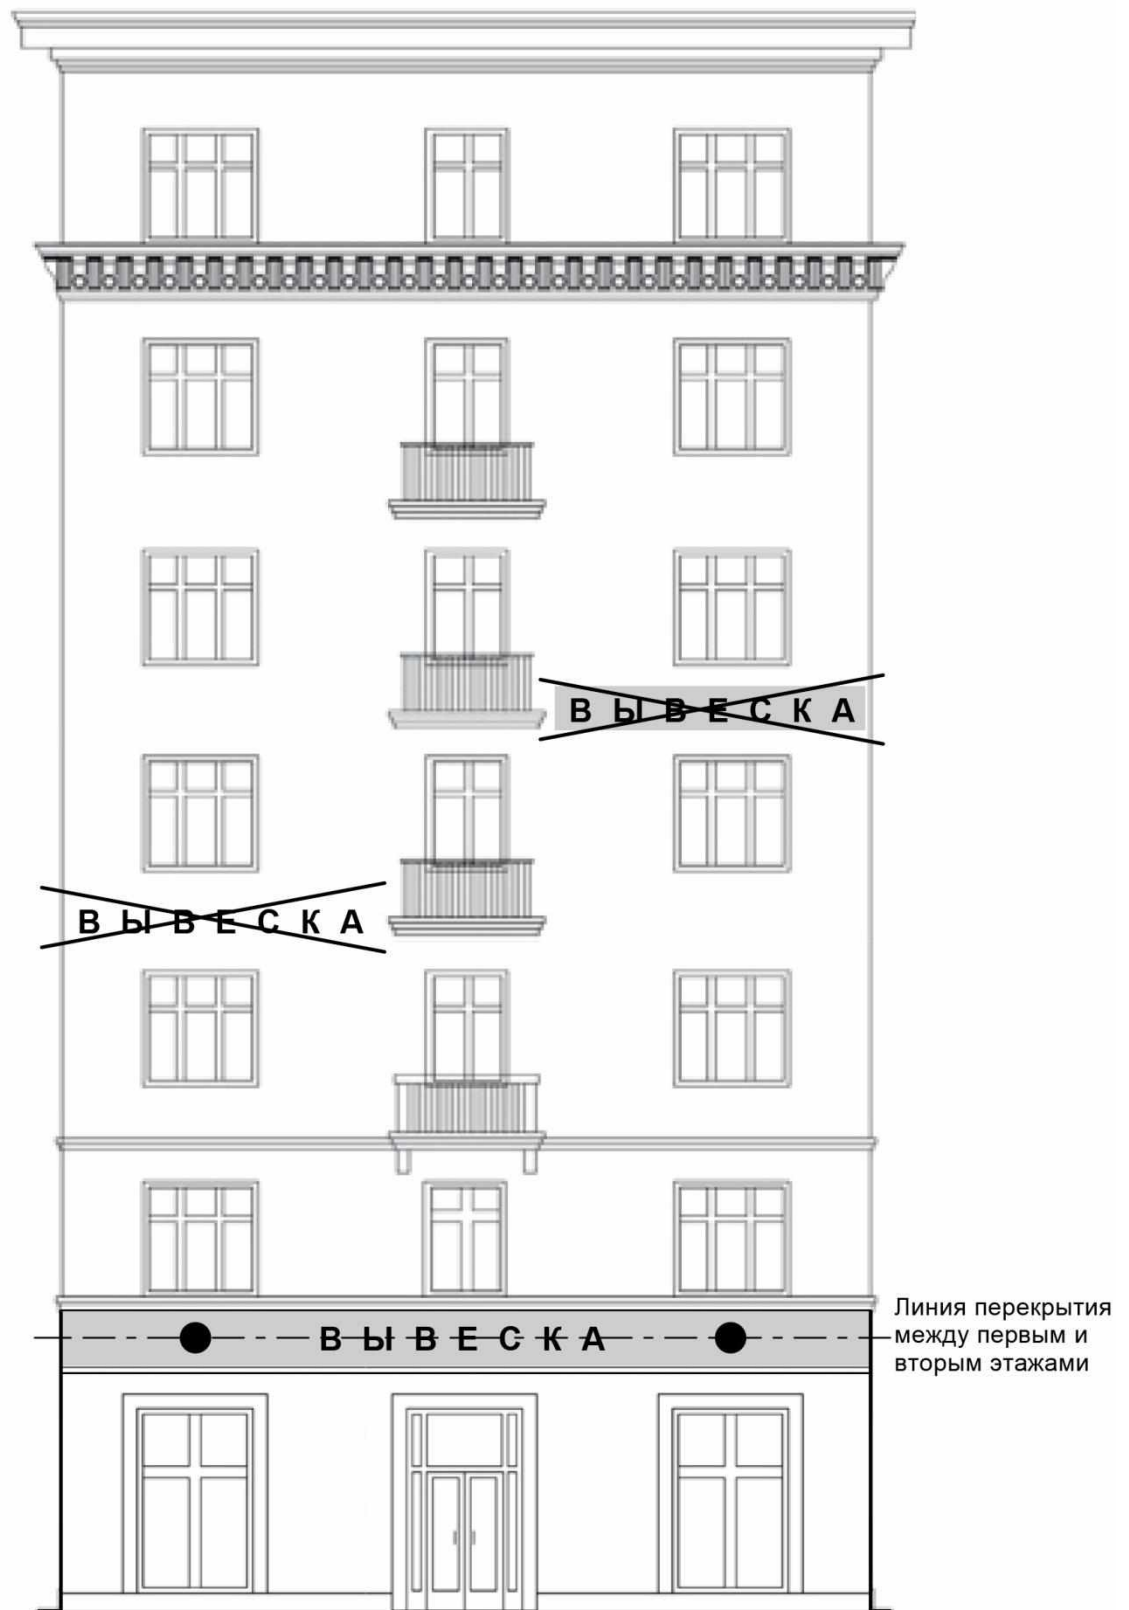 В Ы В Е С К А
В Ы В Е С К А
В Ы В Е С К А
Линия перекрытия
между первым и
вторым этажами